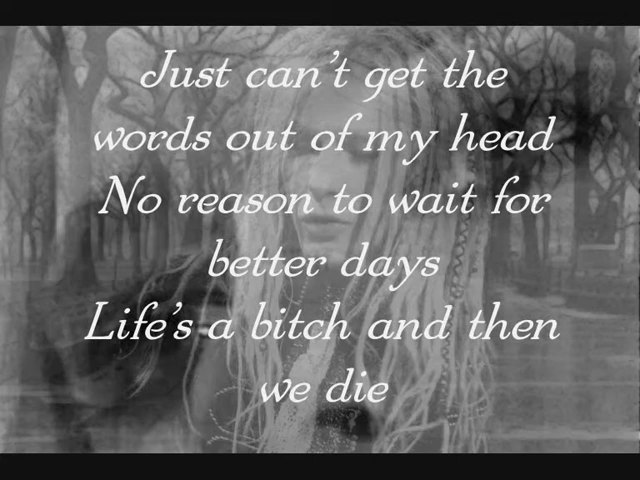 Just can't get the
words out of my head
No reason to wait for
better days
Life's a bitch and then
we die